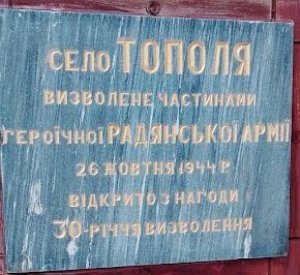 СЕЛО ТОПОЛЯ
ВИЗВОЛЕНЕ ЧАСТИНАМИ
ГЕРОЇЧНОЇ РАДЯНСЬКОЇ АРМІЇ
26 ЖОВТНЯ 1944 Р
ВІДКРИТО З НАГОДИ
30-РІЧЧЯ ВИЗВОЛЕННЯ